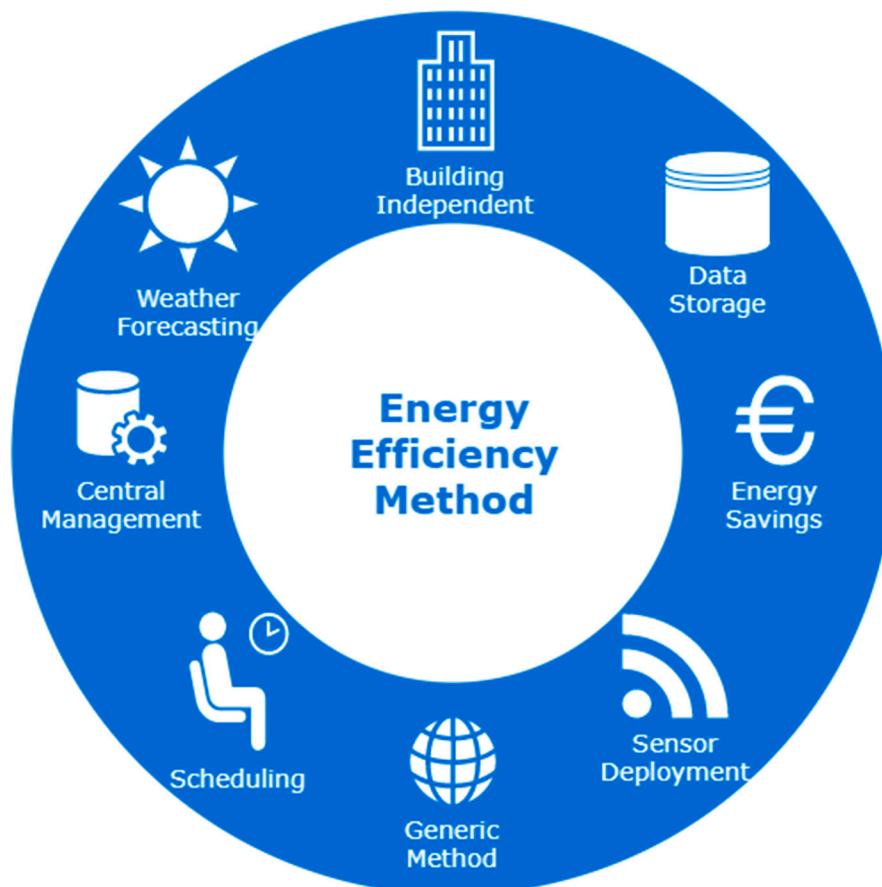 Building
Independent
Data
Storage
Energy
Savings
Sensor
Deployment
Generic
Method
Scheduling
Central
Management
Weather
Forecasting
Energy
Efficiency
Method